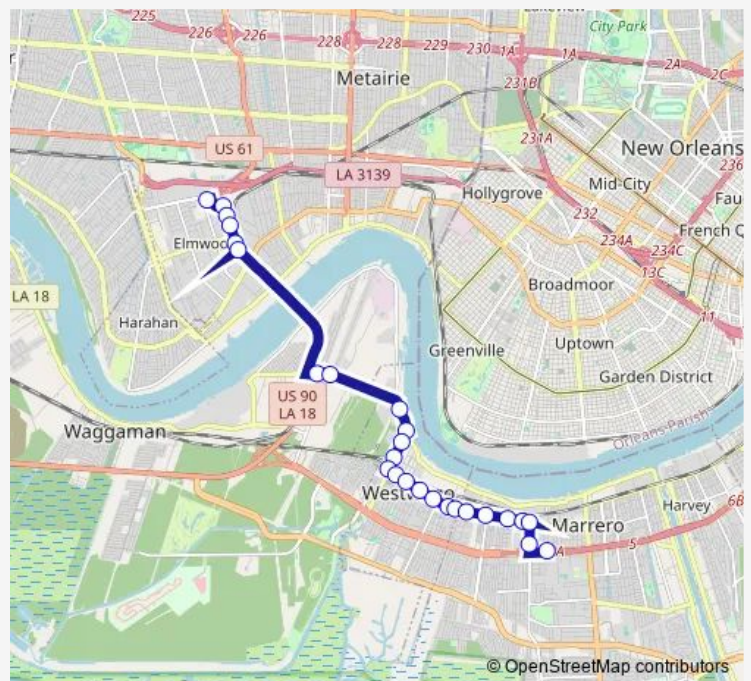 225
226
226
228
228
229
230
1A
1A
City Park
2A
2C
231B
Metairie
231A
US 61
New Orleans
236
LA 3139
Hollygrove
Mid-City
232
French Q
234A
234C
13C
LA 18
Broadmoor
11
Harahan
Uptown
Greenville
Garden District
US 90
LA 18
Orleans Parish
Waggaman
Harvey
6B
Marrero
5
© OpenStreetMap contributors